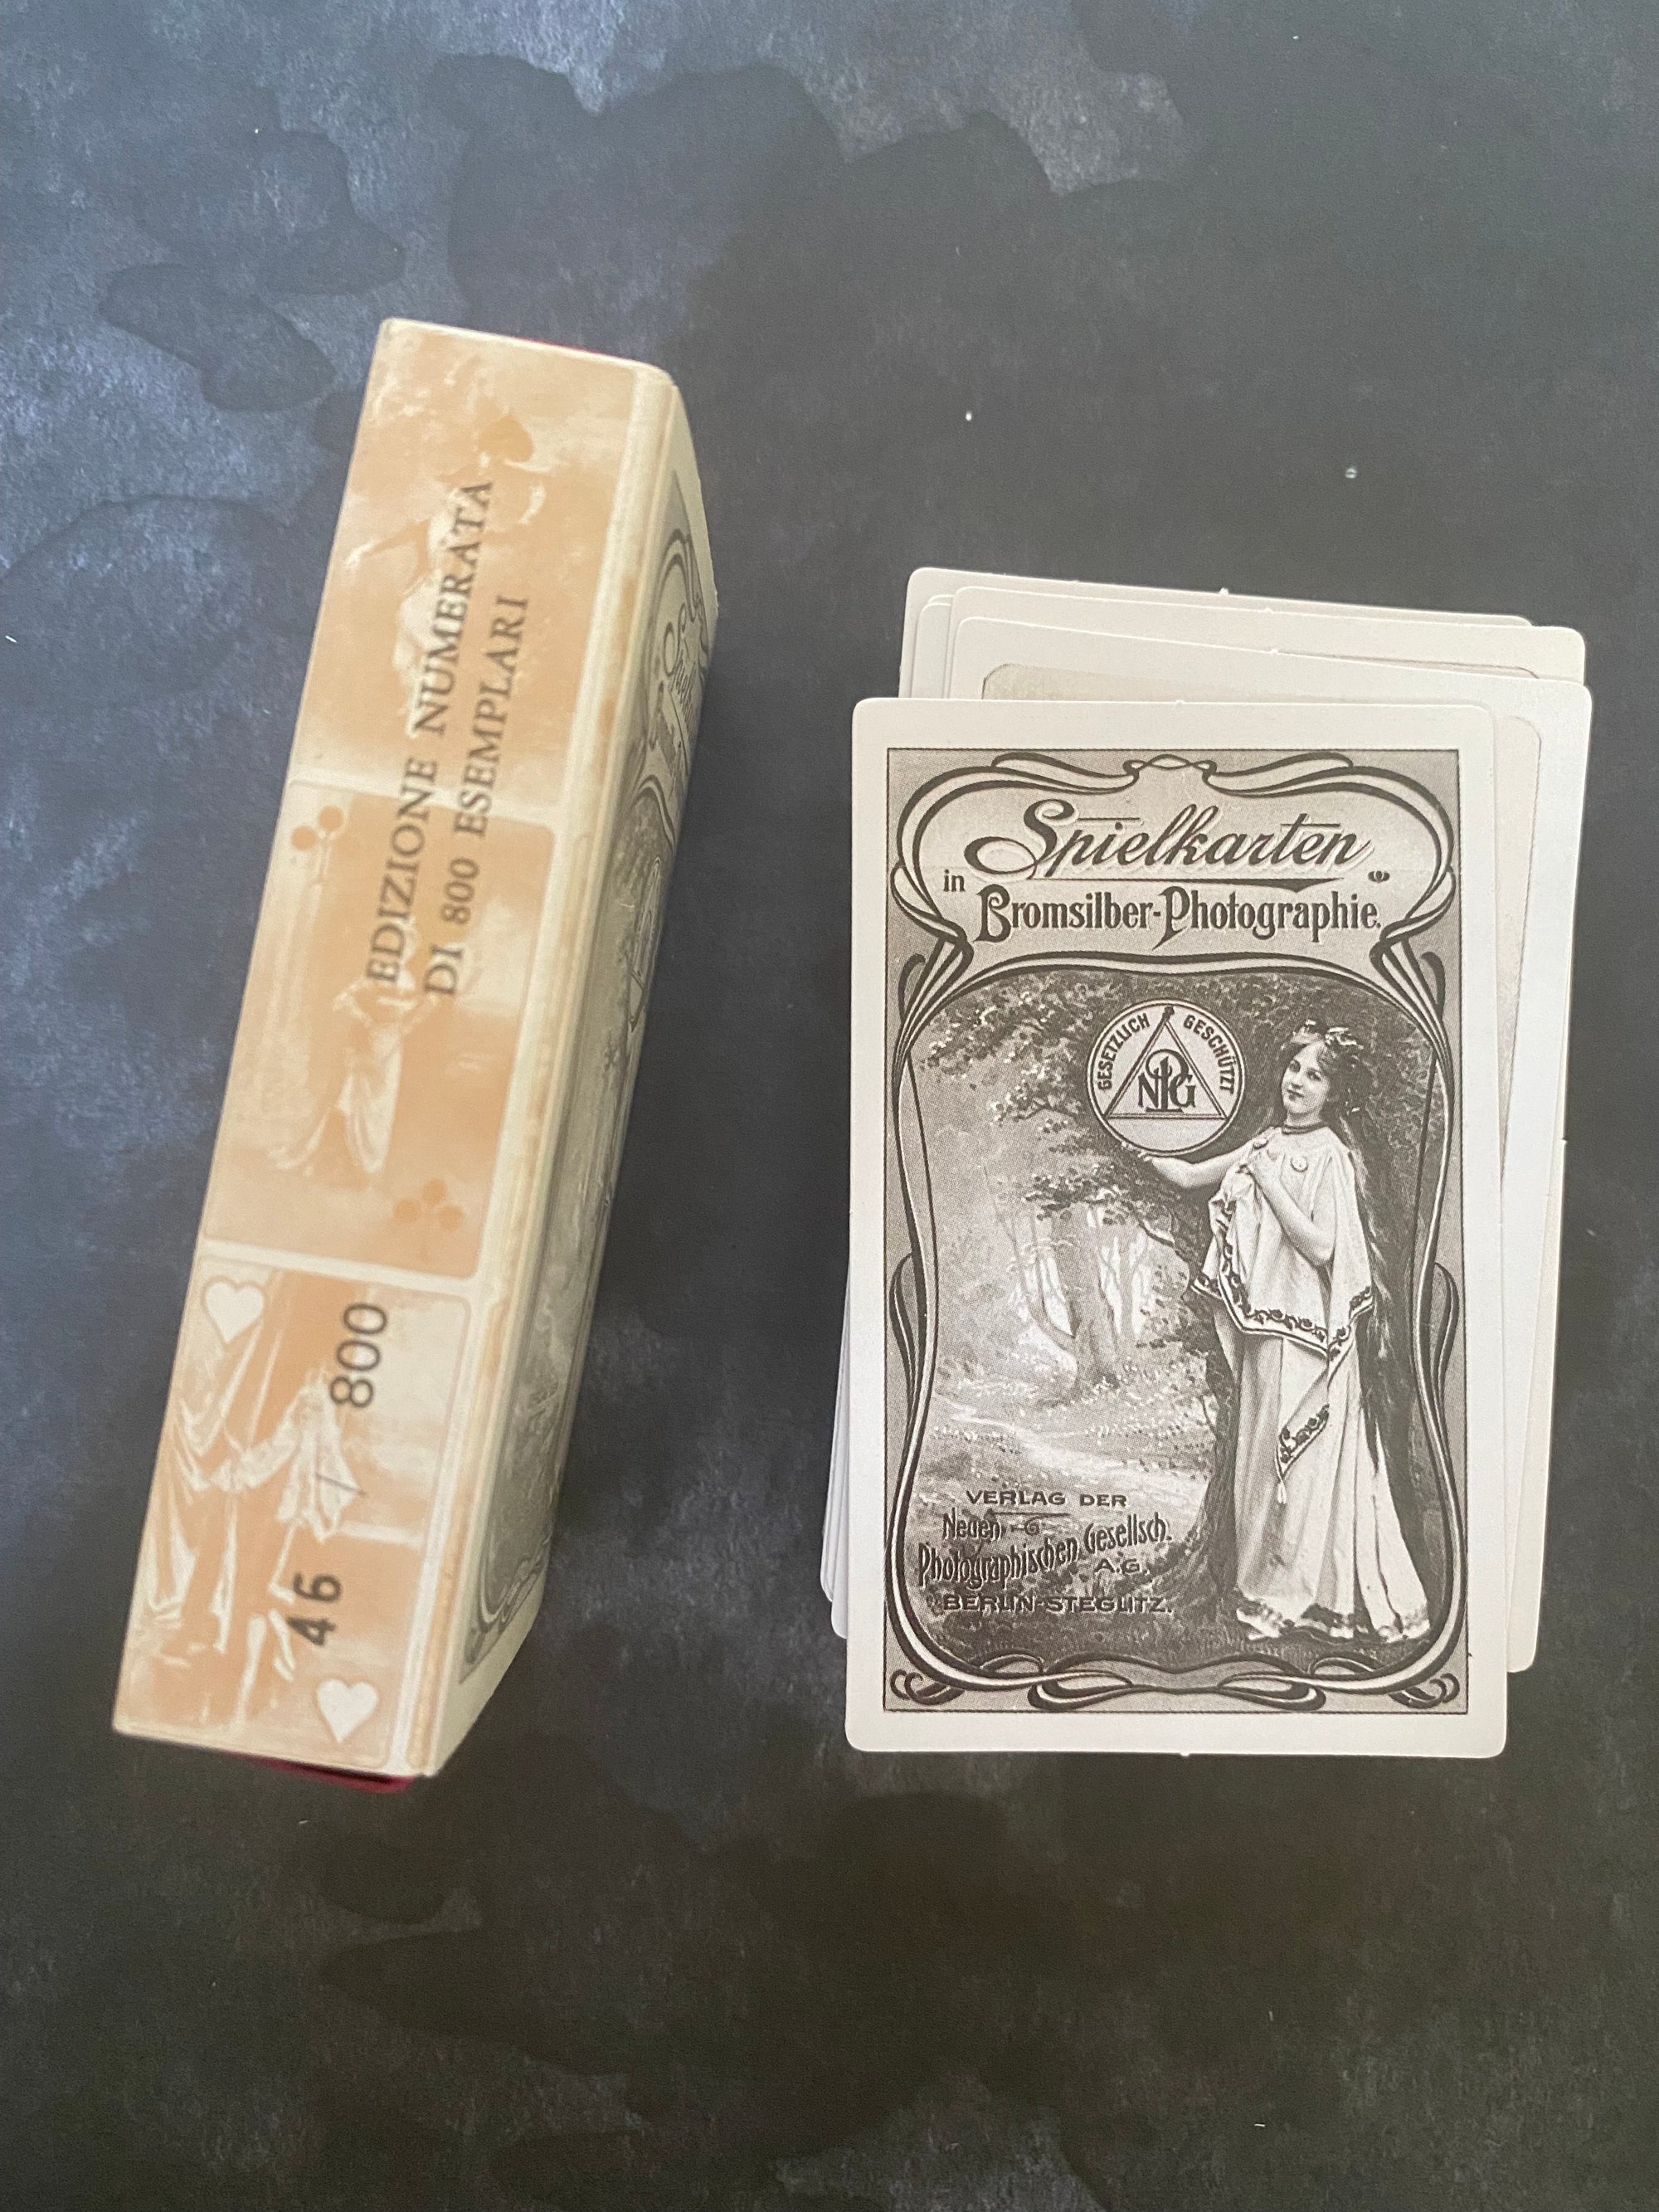 EDIZIONE NUMERATA
DI 800 ESEMPLARI
46 / 800
Spielkarten
in
Bromsilber-Photographie.
GESETZLICH GESCHÜTZT
NPG
VERLAG DER
Neuen
Photographischen Gesellsch.
A.G.
BERLIN-STEGLITZ.